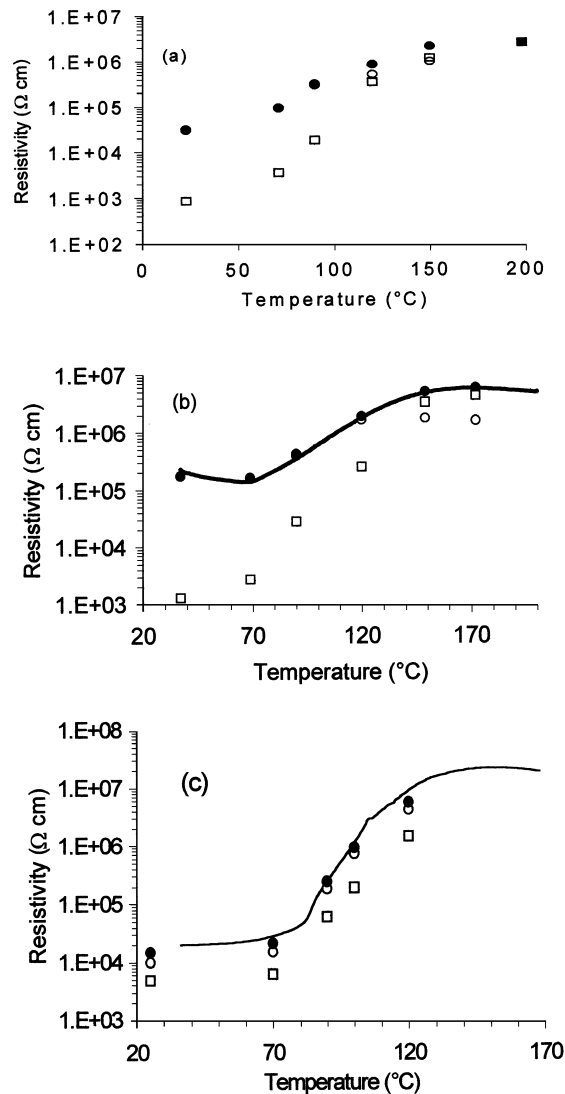 1.E+07
(a)
1.E+06
1.E+05
1.E+04
1.E+03
1.E+02
Resistivity (Ω cm)
0 50 100 150 200
Temperature (°C)
1.E+07
(b)
1.E+06
1.E+05
1.E+04
1.E+03
Resistivity (Ω cm)
20 70 120 170
Temperature (°C)
1.E+08
(c)
1.E+07
1.E+06
1.E+05
1.E+04
1.E+03
Resistivity (Ω cm)
20 70 120 170
Temperature (°C)